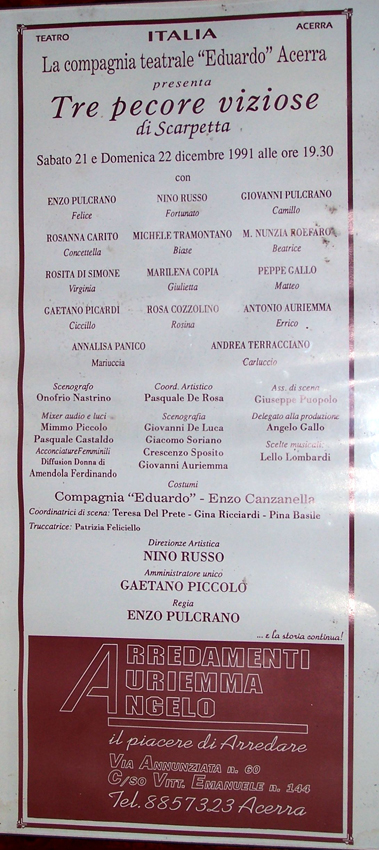 TEATRO ITALIA ACERRA
La compagnia teatrale "Eduardo" Acerra
presenta
Tre pecore viziose
di Scarpetta
Sabato 21 e Domenica 22 dicembre 1991 alle ore 19.30
con
ENZO PULCRANO NINO RUSSO GIOVANNI PULCRANO
Felice Fortunato Camillo
ROSANNA CARITO MICHELE TRAMONTANO M. NUNZIA ROEFARO
Concettella Biase Beatrice
ROSITA DI SIMONE MARILENA COPIA PEPPE GALLO
Virginia Giulietta Matteo
GAETANO PICARDI ROSA COZZOLINO ANTONIO AURIEMMA
Ciccillo Rosina Errico
ANNALISA PANICO ANDREA TERRACCIANO
Mariuccia Carluccio
Scenografo Coord. Artistico Ass. di scena
Onofrio Nastrino Pasquale De Rosa Giuseppe Puopolo
Mixer audio e luci Scenografia Delegato alla produzione
Mimmo Piccolo Giovanni De Luca Angelo Gallo
Pasquale Castaldo Giacomo Soriano Scelte musicali
Acconciature Femminili Crescenzo Sposito Lello Lombardi
Diffusion Donna di Giovanni Auriemma
Amendola Ferdinando
Costumi
Compagnia "Eduardo" - Enzo Canzanella
Coordinatrici di scena: Teresa Del Prete - Gina Ricciardi - Pina Basile
Truccatrice: Patrizia Feliciello
Direzione Artistica
NINO RUSSO
Amministratore unico
GAETANO PICCOLO
Regia
ENZO PULCRANO
... e la storia continua!
ARREDAMENTI
AURIEMMA
ANGELO
il piacere di Arredare
VIA ANNUNZIATA n. 60
C/SO VITT. EMANUELE n. 144
Tel. 8857323 Acerra